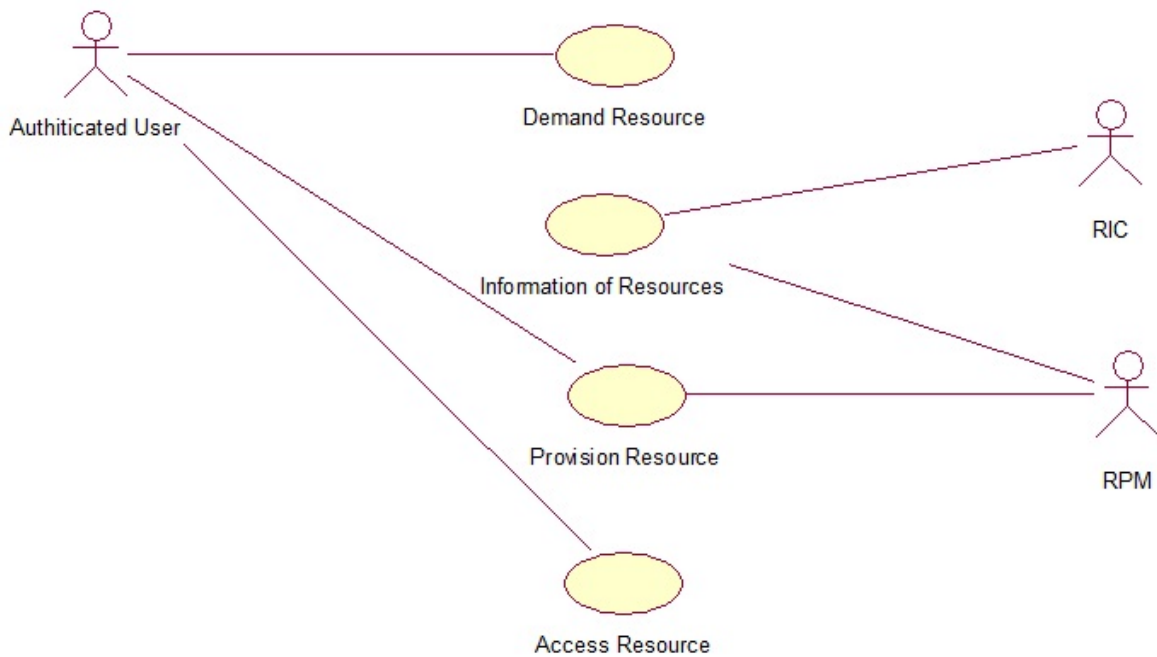 Authiticated User
Demand Resource
RIC
Information of Resources
Provision Resource
RPM
Access Resource